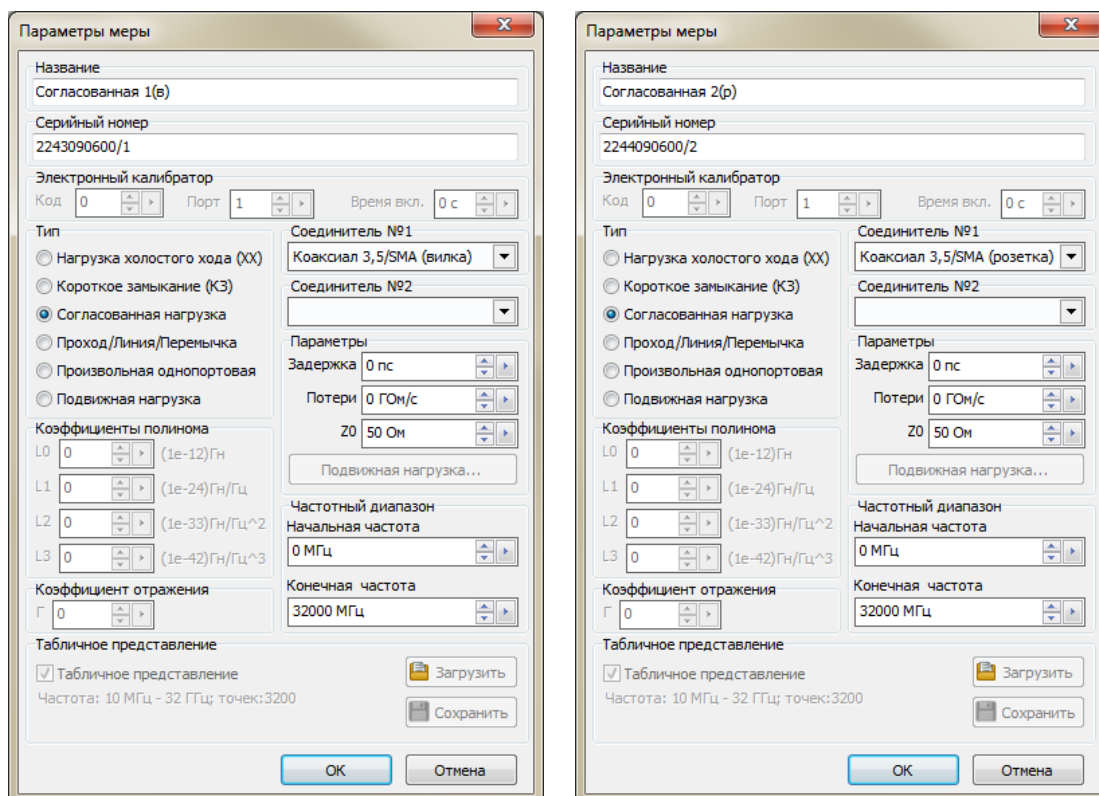 Параметры меры
Название
Согласованная 1(в)
Серийный номер
2243090600/1
Электронный калибратор
Код 0 Порт 1 Время вкл. 0 с
Тип
Нагрузка холостого хода (ХХ)
Короткое замыкание (КЗ)
Согласованная нагрузка
Проход/Линия/Перемычка
Произвольная однопортовая
Подвижная нагрузка
Соединитель №1
Коаксиал 3,5/SMA (вилка)
Соединитель №2
Параметры
Задержка 0 пс
Потери 0 ГОм/с
Z0 50 Ом
Подвижная нагрузка...
Коэффициенты полинома
L0 0 (1e-12)Гн
L1 0 (1e-24)Гн/Гц
L2 0 (1e-33)Гн/Гц^2
L3 0 (1e-42)Гн/Гц^3
Частотный диапазон
Начальная частота
0 МГц
Конечная частота
32000 МГц
Коэффициент отражения
Г 0
Табличное представление
Табличное представление
Частота: 10 МГц - 32 ГГц; точек:3200
Загрузить
Сохранить
ОК Отмена
Параметры меры
Название
Согласованная 2(р)
Серийный номер
2244090600/2
Электронный калибратор
Код 0 Порт 1 Время вкл. 0 с
Тип
Нагрузка холостого хода (ХХ)
Короткое замыкание (КЗ)
Согласованная нагрузка
Проход/Линия/Перемычка
Произвольная однопортовая
Подвижная нагрузка
Соединитель №1
Коаксиал 3,5/SMA (розетка)
Соединитель №2
Параметры
Задержка 0 пс
Потери 0 ГОм/с
Z0 50 Ом
Подвижная нагрузка...
Коэффициенты полинома
L0 0 (1e-12)Гн
L1 0 (1e-24)Гн/Гц
L2 0 (1e-33)Гн/Гц^2
L3 0 (1e-42)Гн/Гц^3
Частотный диапазон
Начальная частота
0 МГц
Конечная частота
32000 МГц
Коэффициент отражения
Г 0
Табличное представление
Табличное представление
Частота: 10 МГц - 32 ГГц; точек:3200
Загрузить
Сохранить
ОК Отмена